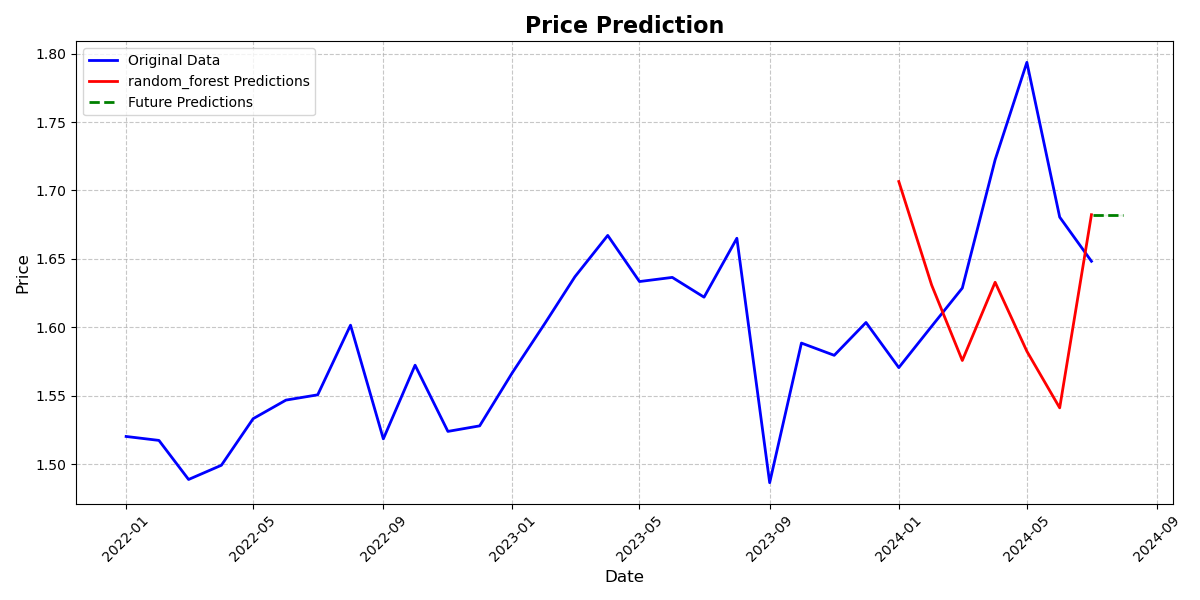 Price Prediction
Original Data
random_forest Predictions
Future Predictions
Price
1.80
1.75
1.70
1.65
1.60
1.55
1.50
2022-01
2022-05
2022-09
2023-01
2023-05
2023-09
2024-01
2024-05
2024-09
Date